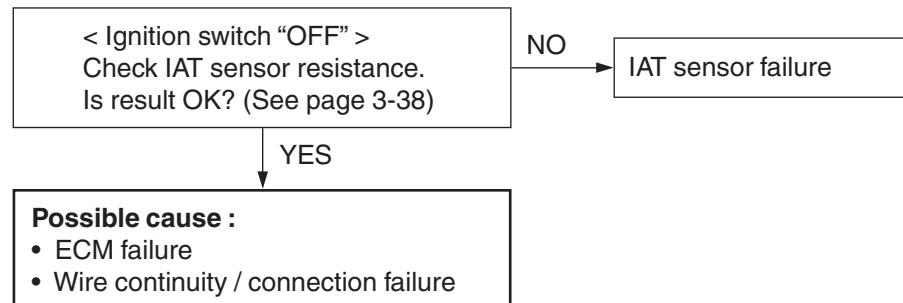 < Ignition switch “OFF” >
Check IAT sensor resistance.
Is result OK? (See page 3-38)
NO
IAT sensor failure
YES
Possible cause :
• ECM failure
• Wire continuity / connection failure